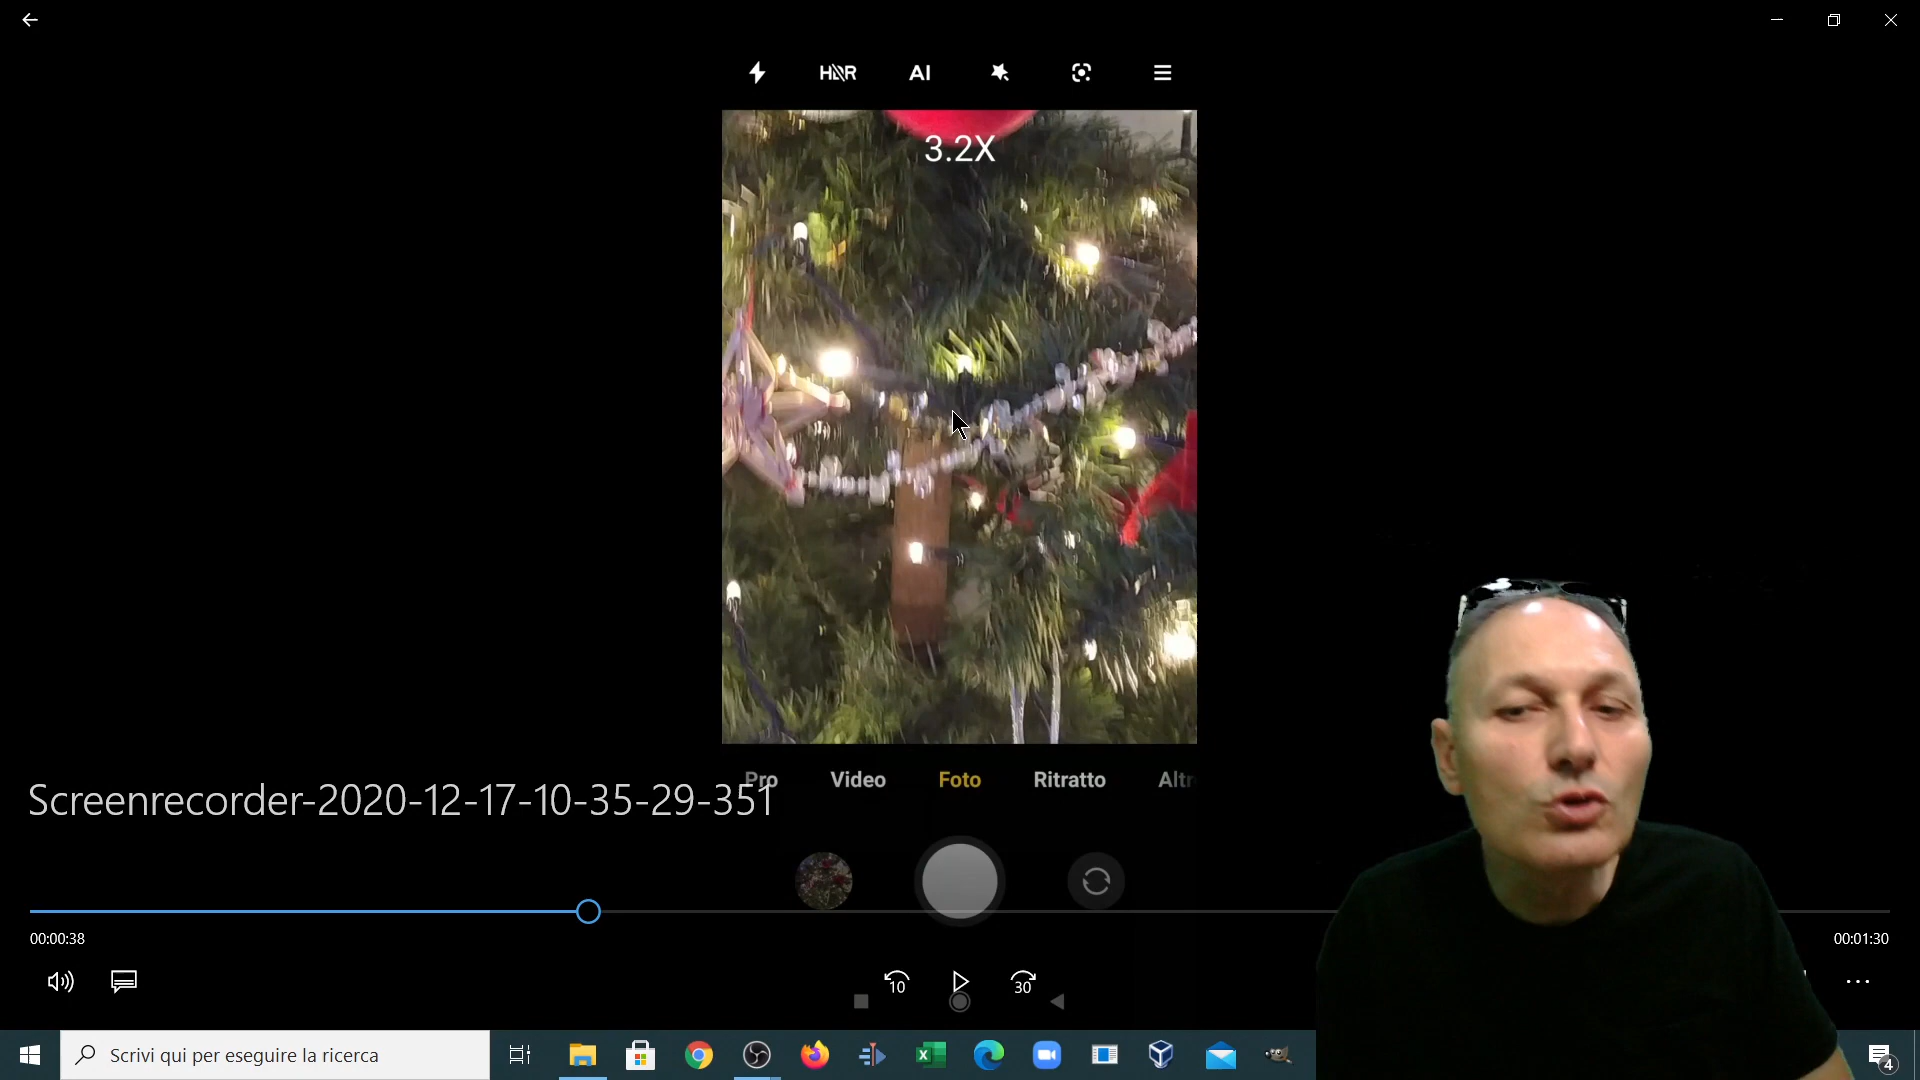 HDR
AI
3.2X
Pro
Video
Foto
Ritratto
Altr
Screenrecorder-2020-12-17-10-35-29-351
00:00:38
00:01:30
10
30
Scrivi qui per eseguire la ricerca
4